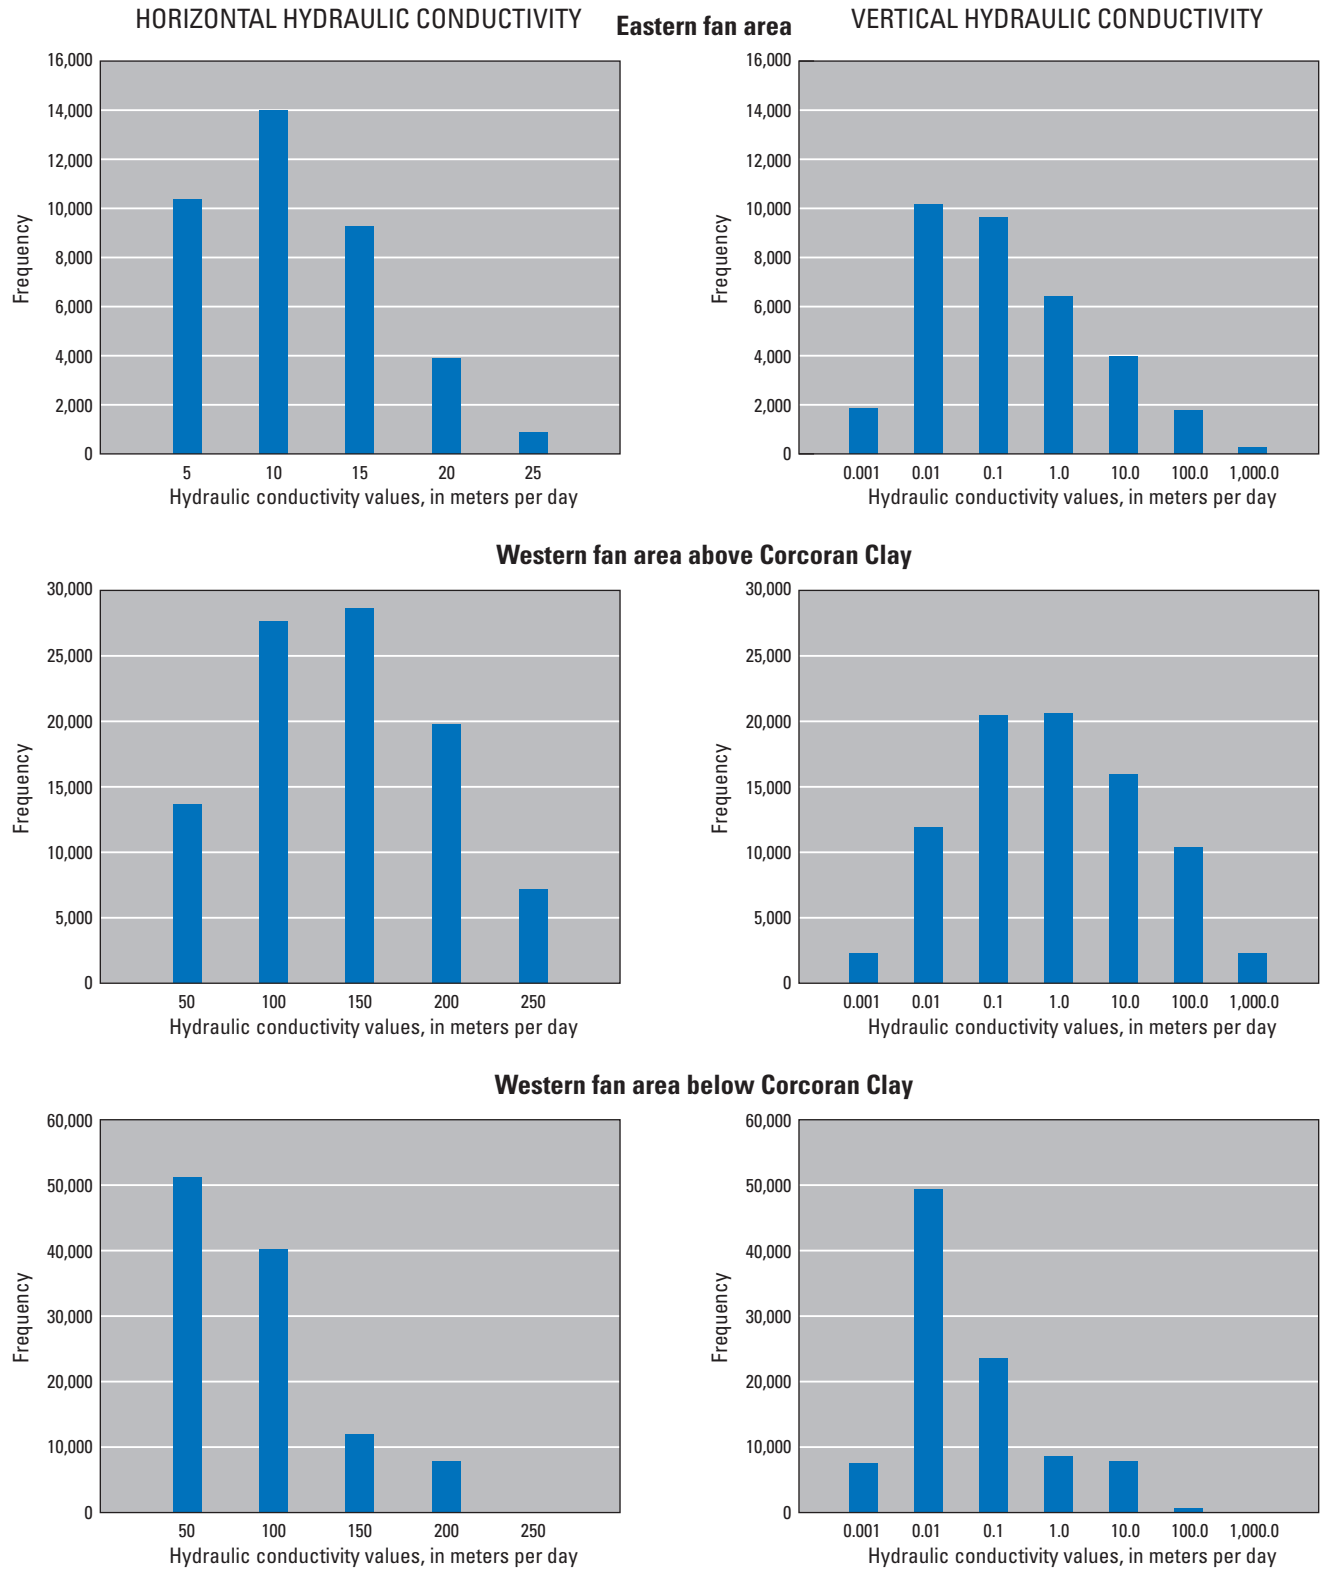 HORIZONTAL HYDRAULIC CONDUCTIVITY
Eastern fan area
VERTICAL HYDRAULIC CONDUCTIVITY
16,000
14,000
12,000
10,000
8,000
6,000
4,000
2,000
0
Frequency
5 10 15 20 25
Hydraulic conductivity values, in meters per day
16,000
14,000
12,000
10,000
8,000
6,000
4,000
2,000
0
Frequency
0.001 0.01 0.1 1.0 10.0 100.0 1,000.0
Hydraulic conductivity values, in meters per day
Western fan area above Corcoran Clay
30,000
25,000
20,000
15,000
10,000
5,000
0
Frequency
50 100 150 200 250
Hydraulic conductivity values, in meters per day
30,000
25,000
20,000
15,000
10,000
5,000
0
Frequency
0.001 0.01 0.1 1.0 10.0 100.0 1,000.0
Hydraulic conductivity values, in meters per day
Western fan area below Corcoran Clay
60,000
50,000
40,000
30,000
20,000
10,000
0
Frequency
50 100 150 200 250
Hydraulic conductivity values, in meters per day
60,000
50,000
40,000
30,000
20,000
10,000
0
Frequency
0.001 0.01 0.1 1.0 10.0 100.0 1,000.0
Hydraulic conductivity values, in meters per day